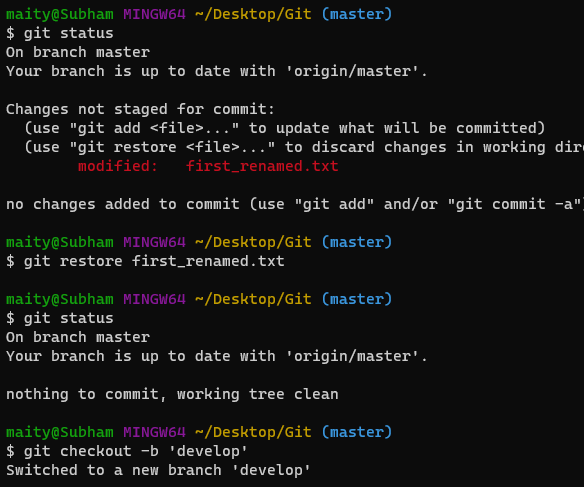 maity@Subham MINGW64 ~/Desktop/Git (master)
$ git status
On branch master
Your branch is up to date with 'origin/master'.
Changes not staged for commit:
(use "git add <file>..." to update what will be committed)
(use "git restore <file>..." to discard changes in working dire
modified: first_renamed.txt
no changes added to commit (use "git add" and/or "git commit -a")
maity@Subham MINGW64 ~/Desktop/Git (master)
$ git restore first_renamed.txt
maity@Subham MINGW64 ~/Desktop/Git (master)
$ git status
On branch master
Your branch is up to date with 'origin/master'.
nothing to commit, working tree clean
maity@Subham MINGW64 ~/Desktop/Git (master)
$ git checkout -b 'develop'
Switched to a new branch 'develop'